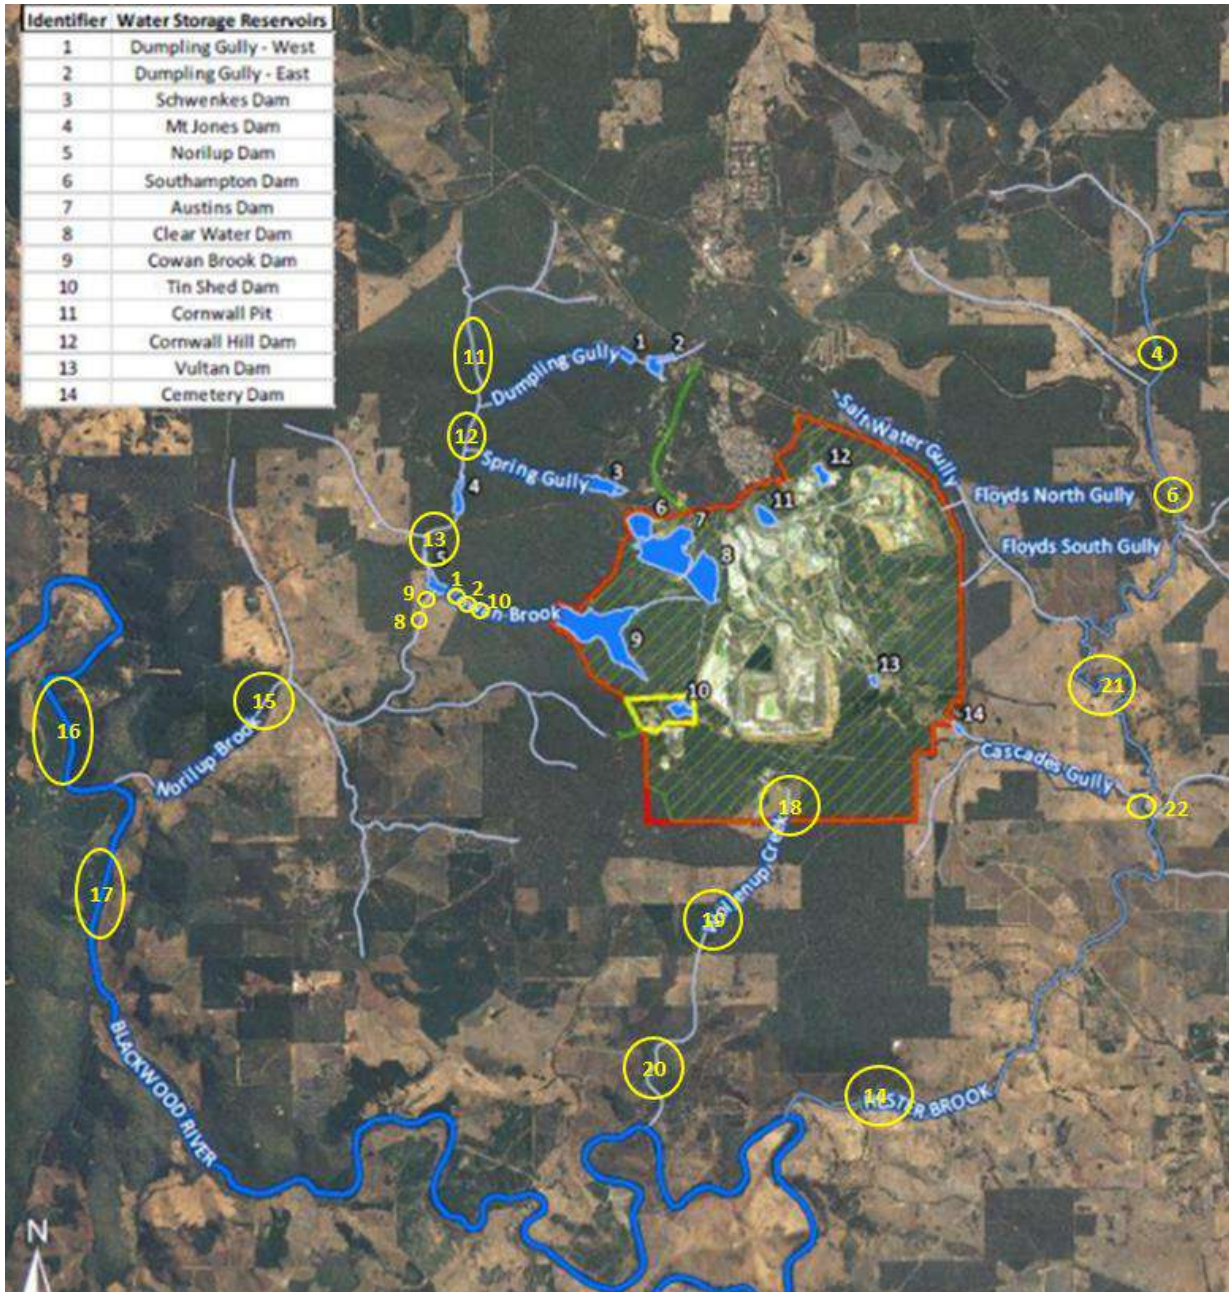 Identifier Water Storage Reservoirs
1 Dumpling Gully - West
2 Dumpling Gully - East
3 Schwenkes Dam
4 Mt Jones Dam
5 Norilup Dam
6 Southampton Dam
7 Austins Dam
8 Clear Water Dam
9 Cowan Brook Dam
10 Tin Shed Dam
11 Cornwall Pit
12 Cornwall Hill Dam
13 Vultan Dam
14 Cemetery Dam
11
Dumpling Gully
1
2
4
12
Spring Gully
3
4
Salt Water Gully
12
11
Floyds North Gully
6
6
7
13
5
8
Floyds South Gully
9
1
2
10
Brook
8
9
13
10
21
15
16
Norilup Brook
14
Cascades Gully
18
22
17
19
20
14
HESTER BROOK
BLACKWOOD RIVER
N